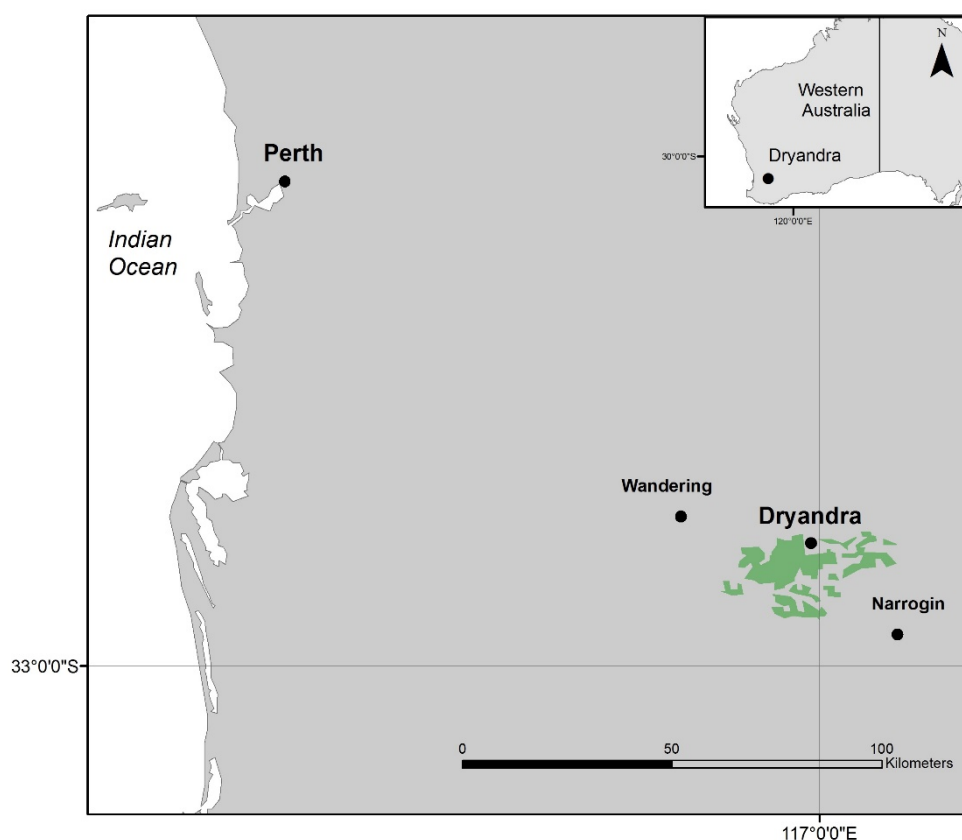 N
Western
Australia
30°0'0"S
Dryandra
120°0'0"E
Perth
Indian
Ocean
Wandering
Dryandra
Narrogin
33°0'0"S
0 50 100
Kilometers
117°0'0"E